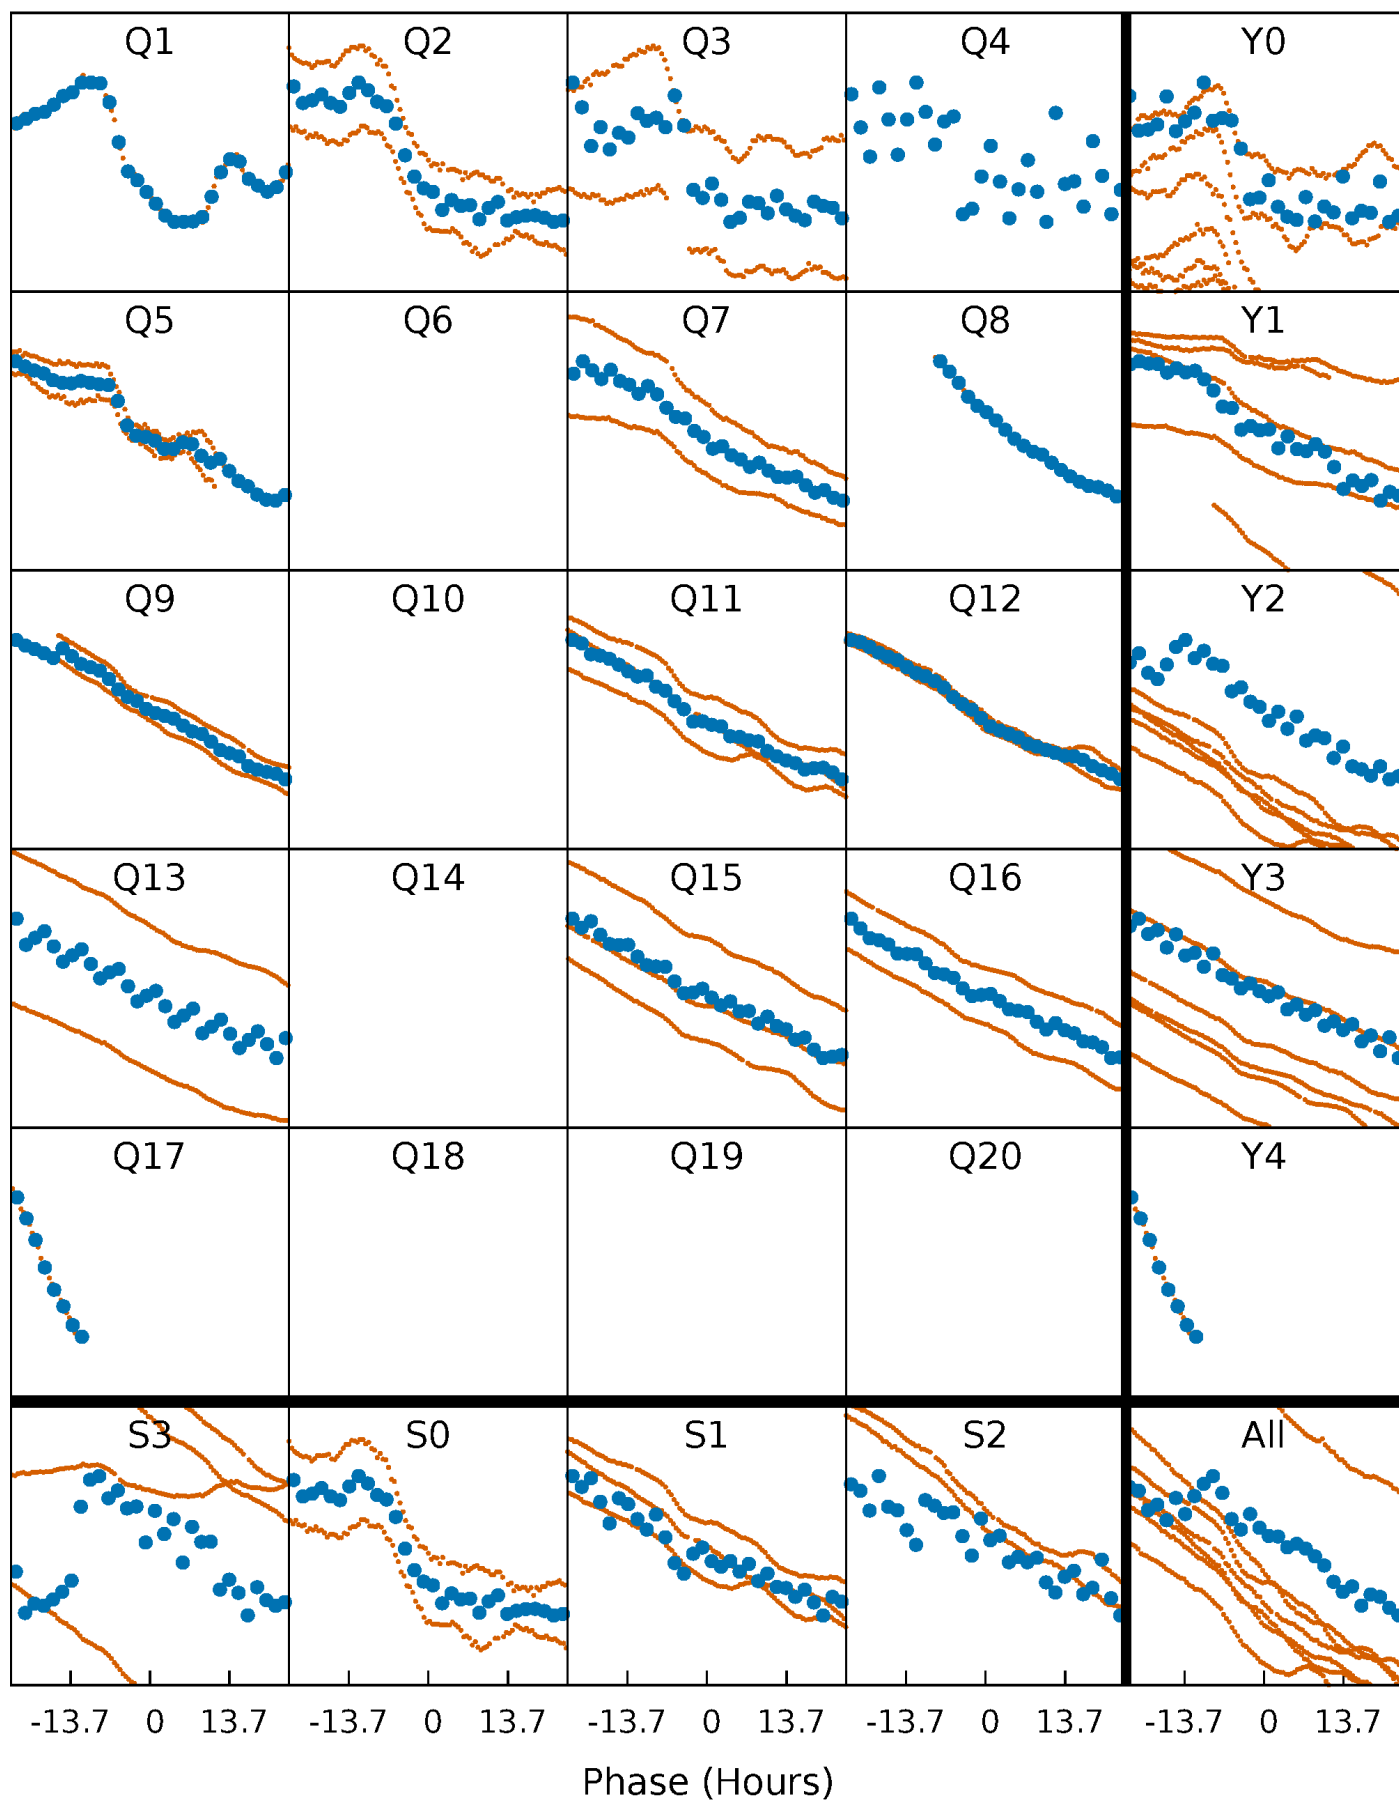 Q1 Q2 Q3 Q4 Y0
Q5 Q6 Q7 Q8 Y1
Q9 Q10 Q11 Q12 Y2
Q13 Q14 Q15 Q16 Y3
Q17 Q18 Q19 Q20 Y4
S3 S0 S1 S2 All
-13.7 0 13.7 -13.7 0 13.7 -13.7 0 13.7 -13.7 0 13.7 -13.7 0 13.7
Phase (Hours)